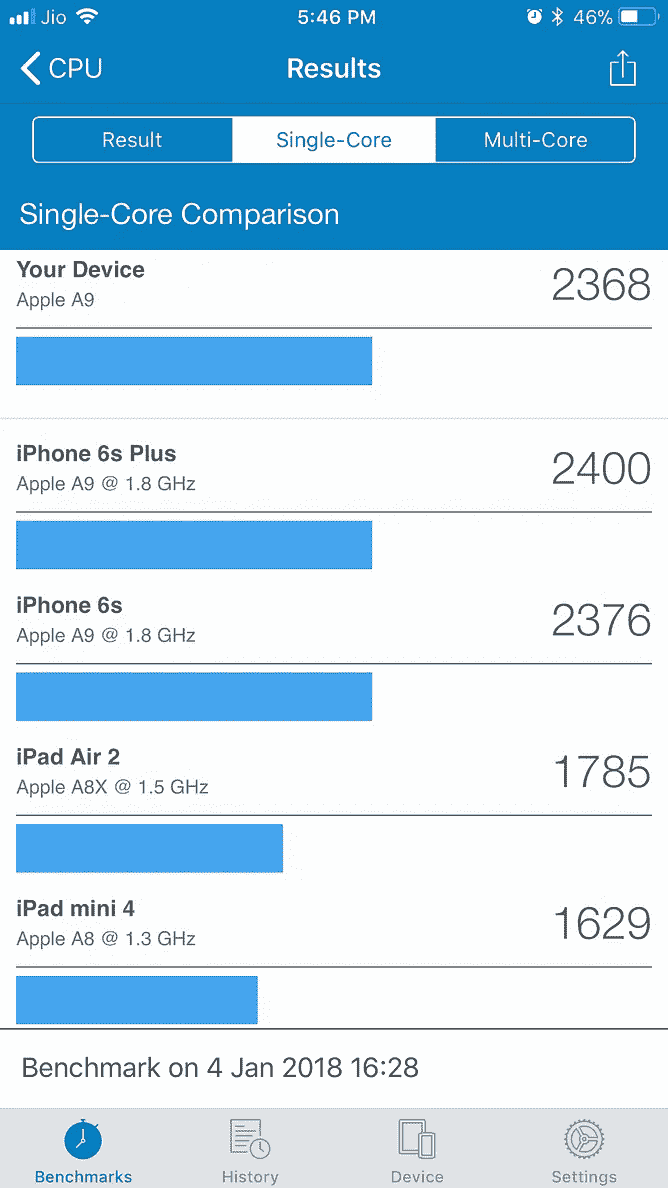 Jio 5:46 PM 46%
CPU Results
Result Single-Core Multi-Core
Single-Core Comparison
Your Device 2368
Apple A9
iPhone 6s Plus 2400
Apple A9 @ 1.8 GHz
iPhone 6s 2376
Apple A9 @ 1.8 GHz
iPad Air 2 1785
Apple A8X @ 1.5 GHz
iPad mini 4 1629
Apple A8 @ 1.3 GHz
Benchmark on 4 Jan 2018 16:28
Benchmarks History Device Settings